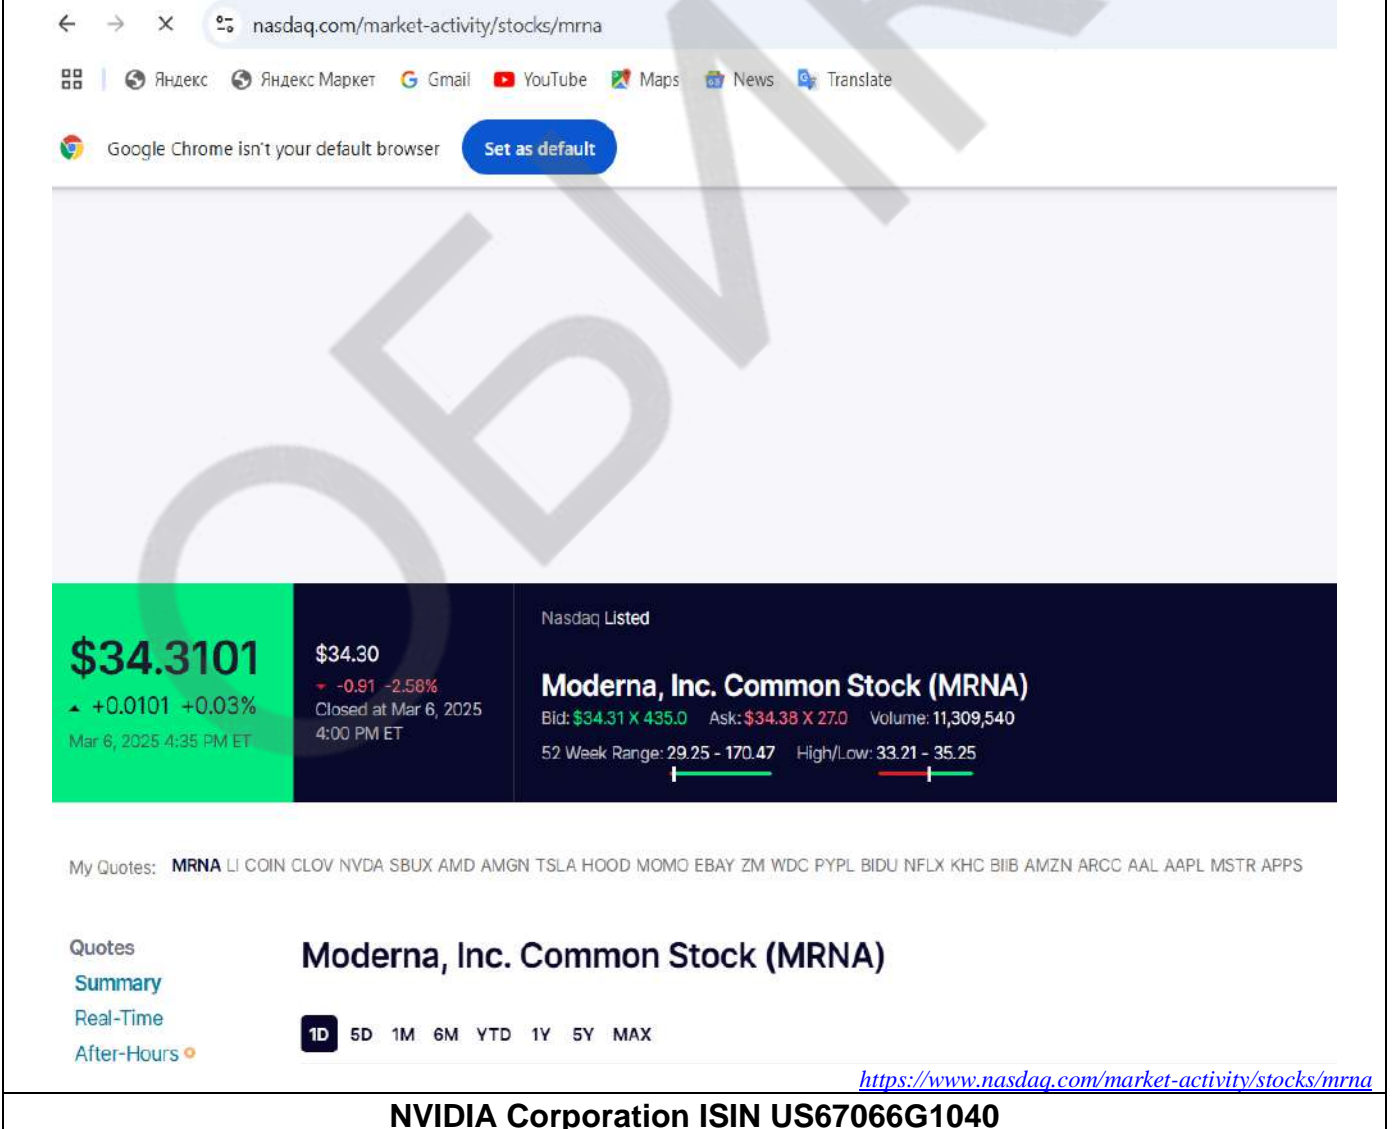 nasdaq.com/market-activity/stocks/mrna
Яндекс Яндекс Маркет Gmail YouTube Maps News Translate
Google Chrome isn't your default browser Set as default
ОБИ
Nasdaq Listed
$34.3101
$34.30
+0.0101 +0.03%
-0.91 -2.58%
Mar 6, 2025 4:35 PM ET
Closed at Mar 6, 2025
4:00 PM ET
Moderna, Inc. Common Stock (MRNA)
Bid: $34.31 X 435.0 Ask: $34.38 X 27.0 Volume: 11,309,540
52 Week Range: 29.25 - 170.47 High/Low: 33.21 - 35.25
My Quotes: MRNA LI COIN CLOV NVDA SBUX AMD AMGN TSLA HOOD MOMO EBAY ZM WDC PYPL BIDU NFLX KHC BIIB AMZN ARCC AAL AAPL MSTR APPS
Quotes
Summary
Real-Time
After-Hours
Moderna, Inc. Common Stock (MRNA)
1D 5D 1M 6M YTD 1Y 5Y MAX
https://www.nasdaq.com/market-activity/stocks/mrna
NVIDIA Corporation ISIN US67066G1040